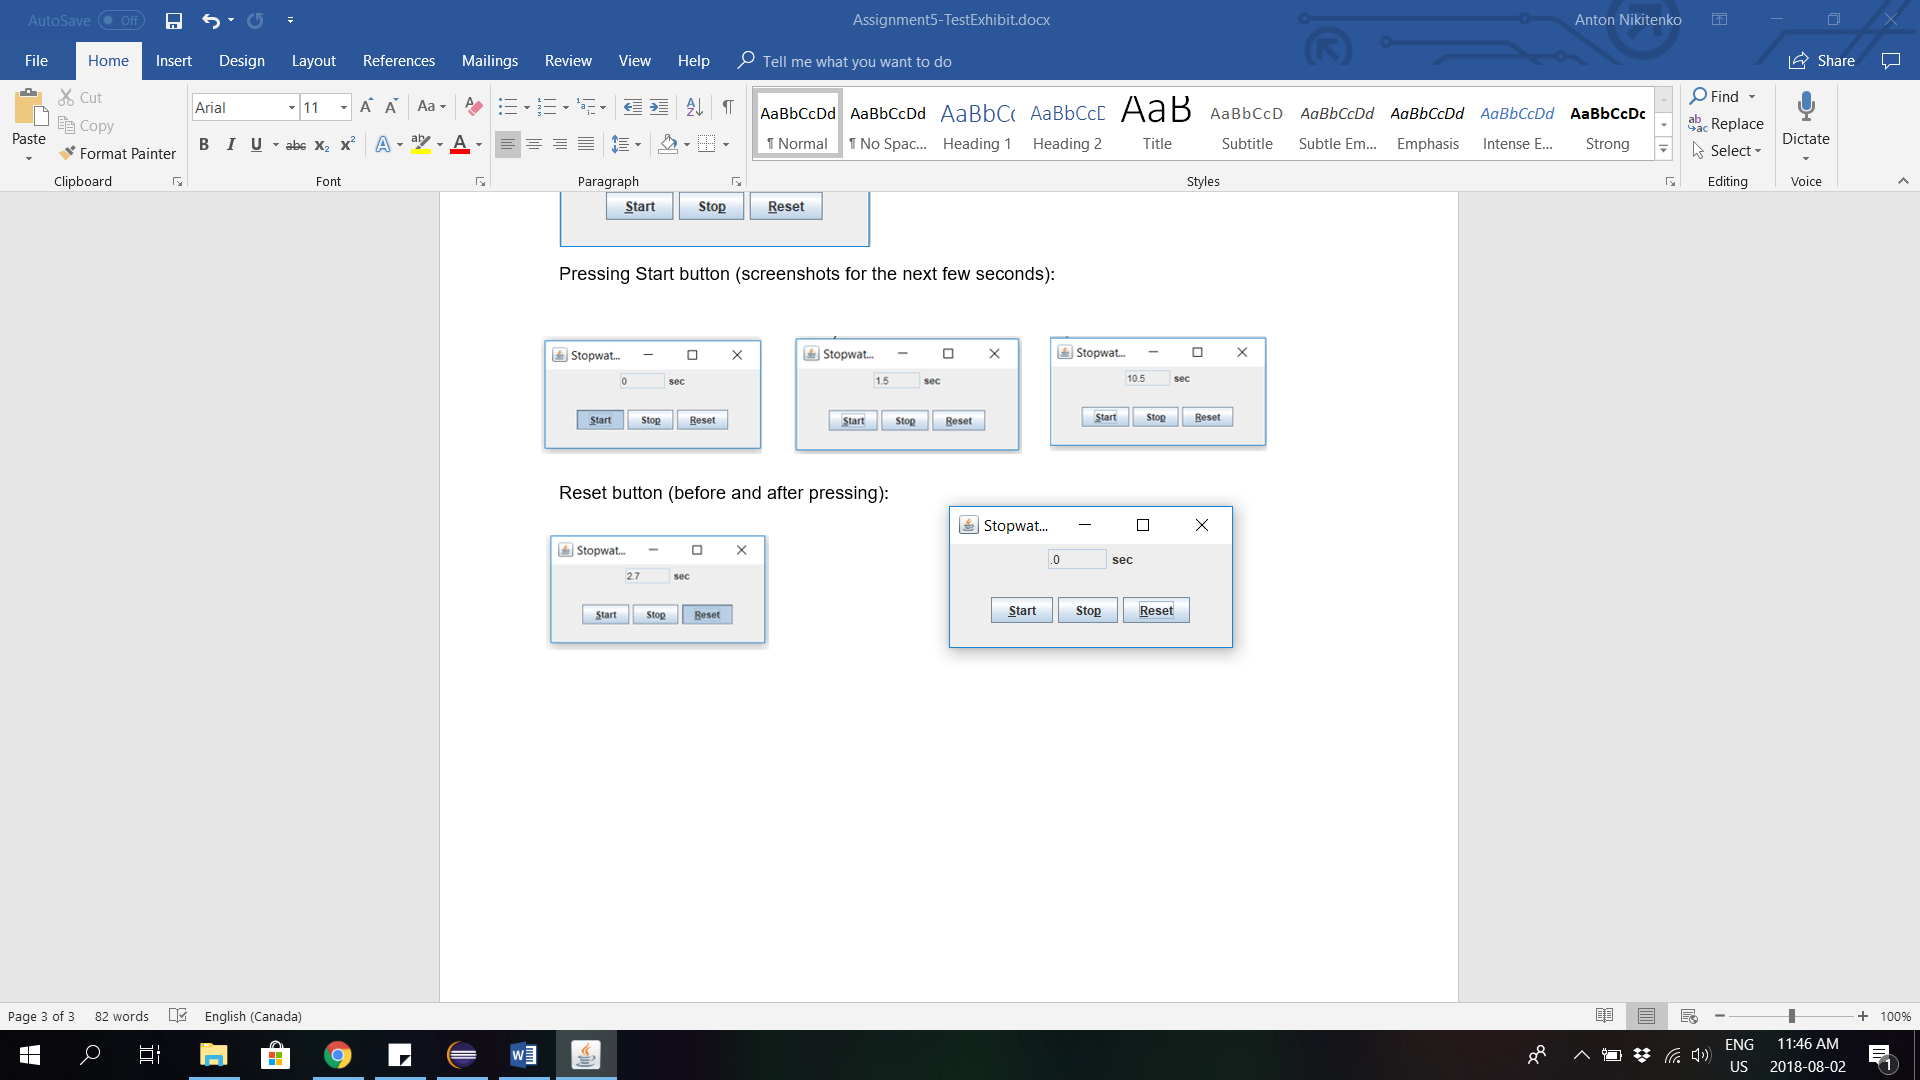 AutoSave Off Assignment5-TestExhibit.docx Anton Nikitenko
File Home Insert Design Layout References Mailings Review View Help Tell me what you want to do Share
Paste Cut Copy Format Painter
Arial 11 Aa
B I U abc X₂ X² A aby A
AaBbCcDd AaBbCcDd AaBbC AaBbCcD AaB AaBbCcD AaBbCcDd AaBbCcDd AaBbCcDd AaBbCcDc
¶ Normal ¶ No Spac... Heading 1 Heading 2 Title Subtitle Subtle Em... Emphasis Intense E... Strong
Find Replace Select Dictate
Clipboard Font Paragraph Styles Editing Voice
Start Stop Reset
Pressing Start button (screenshots for the next few seconds):
Stopwat... Stopwat... Stopwat...
0 sec 1.5 sec 10.5 sec
Start Stop Reset Start Stop Reset Start Stop Reset
Reset button (before and after pressing):
Stopwat...
2.7 sec
Start Stop Reset
Stopwat...
.0 sec
Start Stop Reset
Page 3 of 3 82 words English (Canada) 100%
ENG 11:46 AM
US 2018-08-02 1